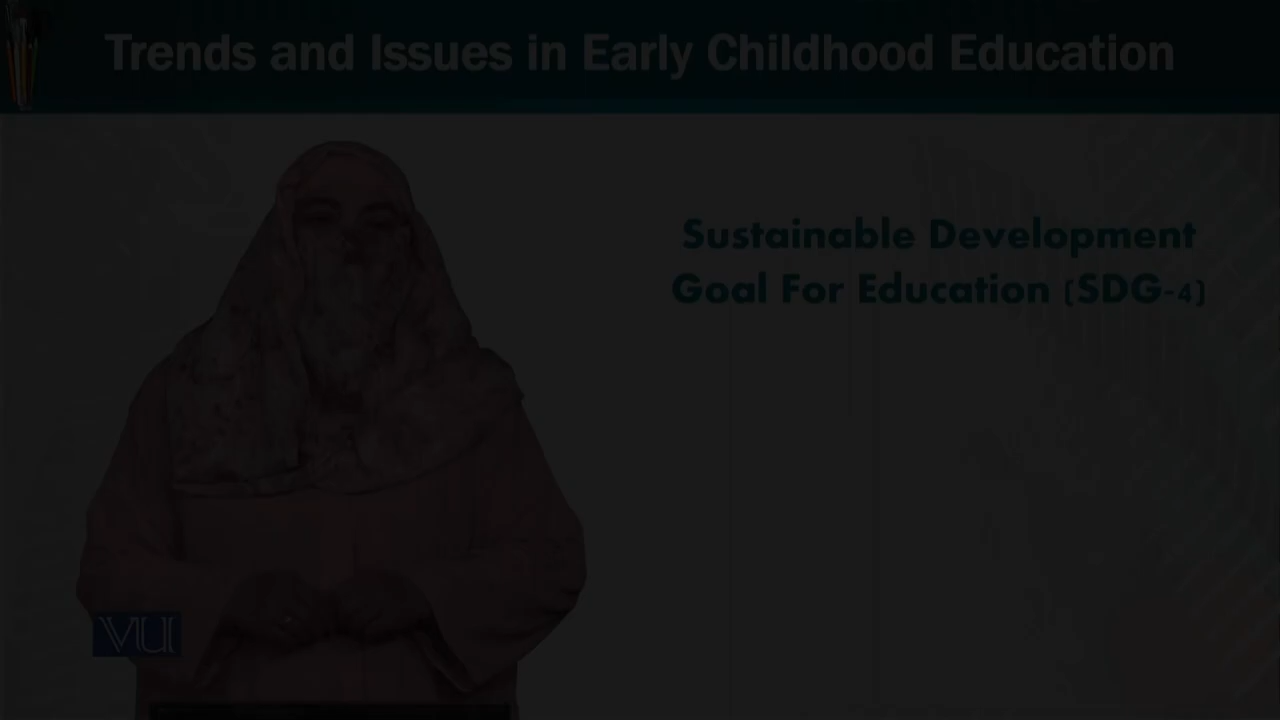 Trends and Issues in Early Childhood Education
Sustainable Development
Goal For Education (SDG-4)
VU